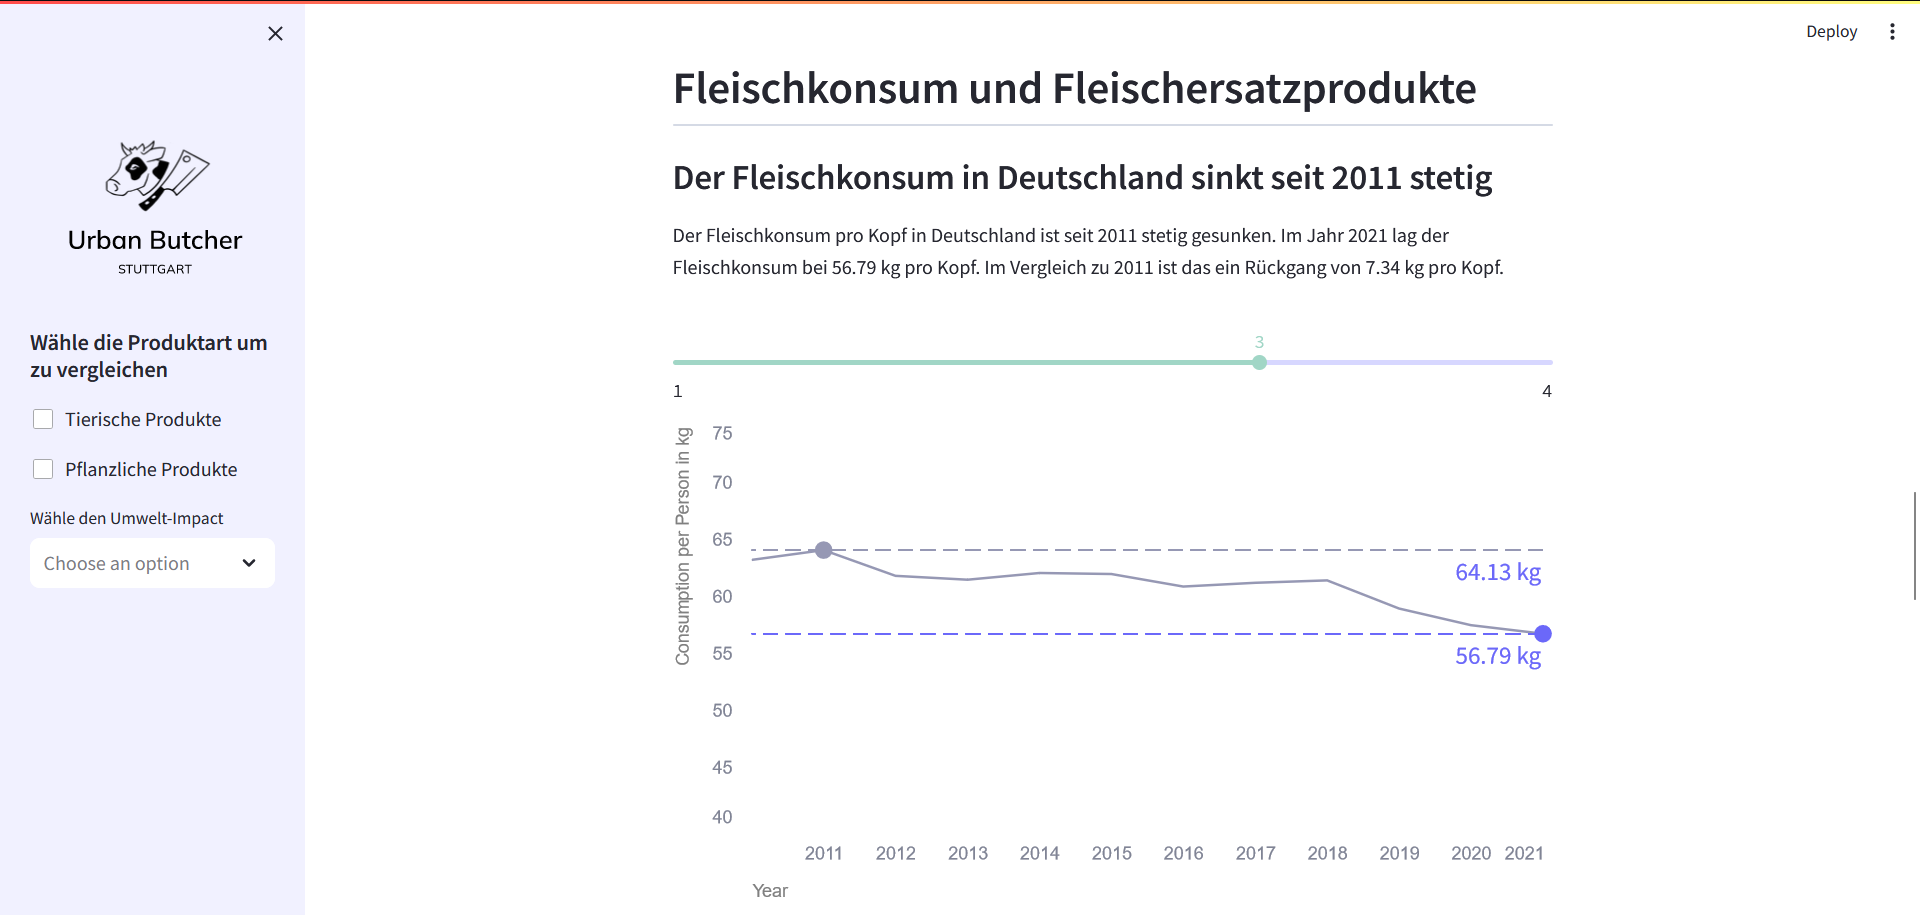 Deploy
Urban Butcher
STUTTGART
Wähle die Produktart um
zu vergleichen
Tierische Produkte
Pflanzliche Produkte
Wähle den Umwelt-Impact
Choose an option
Fleischkonsum und Fleischersatzprodukte
Der Fleischkonsum in Deutschland sinkt seit 2011 stetig
Der Fleischkonsum pro Kopf in Deutschland ist seit 2011 stetig gesunken. Im Jahr 2021 lag der
Fleischkonsum bei 56.79 kg pro Kopf. Im Vergleich zu 2011 ist das ein Rückgang von 7.34 kg pro Kopf.
3
1 4
Consumption per Person in kg
75
70
65
60
55
50
45
40
64.13 kg
56.79 kg
2011 2012 2013 2014 2015 2016 2017 2018 2019 2020 2021
Year